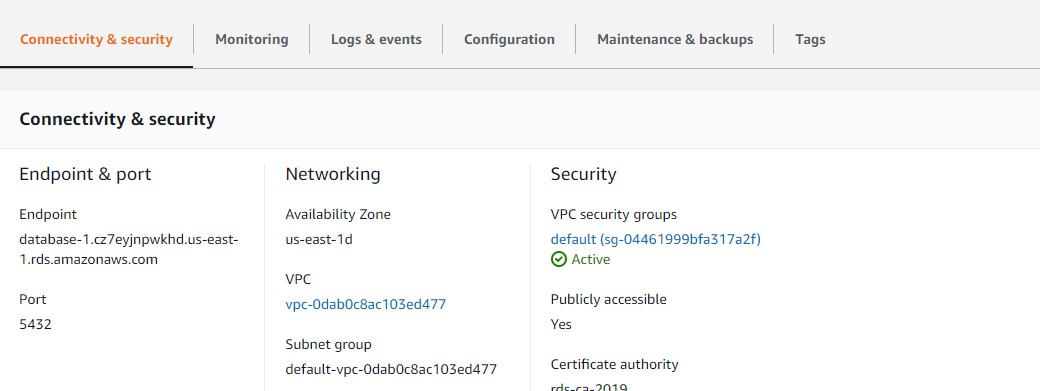 Connectivity & security
Monitoring
Logs & events
Configuration
Maintenance & backups
Tags
Connectivity & security
Endpoint & port
Endpoint
database-1.cz7eyjnpwkhd.us-east-
1.rds.amazonaws.com
Port
5432
Networking
Availability Zone
us-east-1d
VPC
vpc-0dab0c8ac103ed477
Subnet group
default-vpc-0dab0c8ac103ed477
Security
VPC security groups
default (sg-04461999bfa317a2f)
Active
Publicly accessible
Yes
Certificate authority
rds-ca-2019